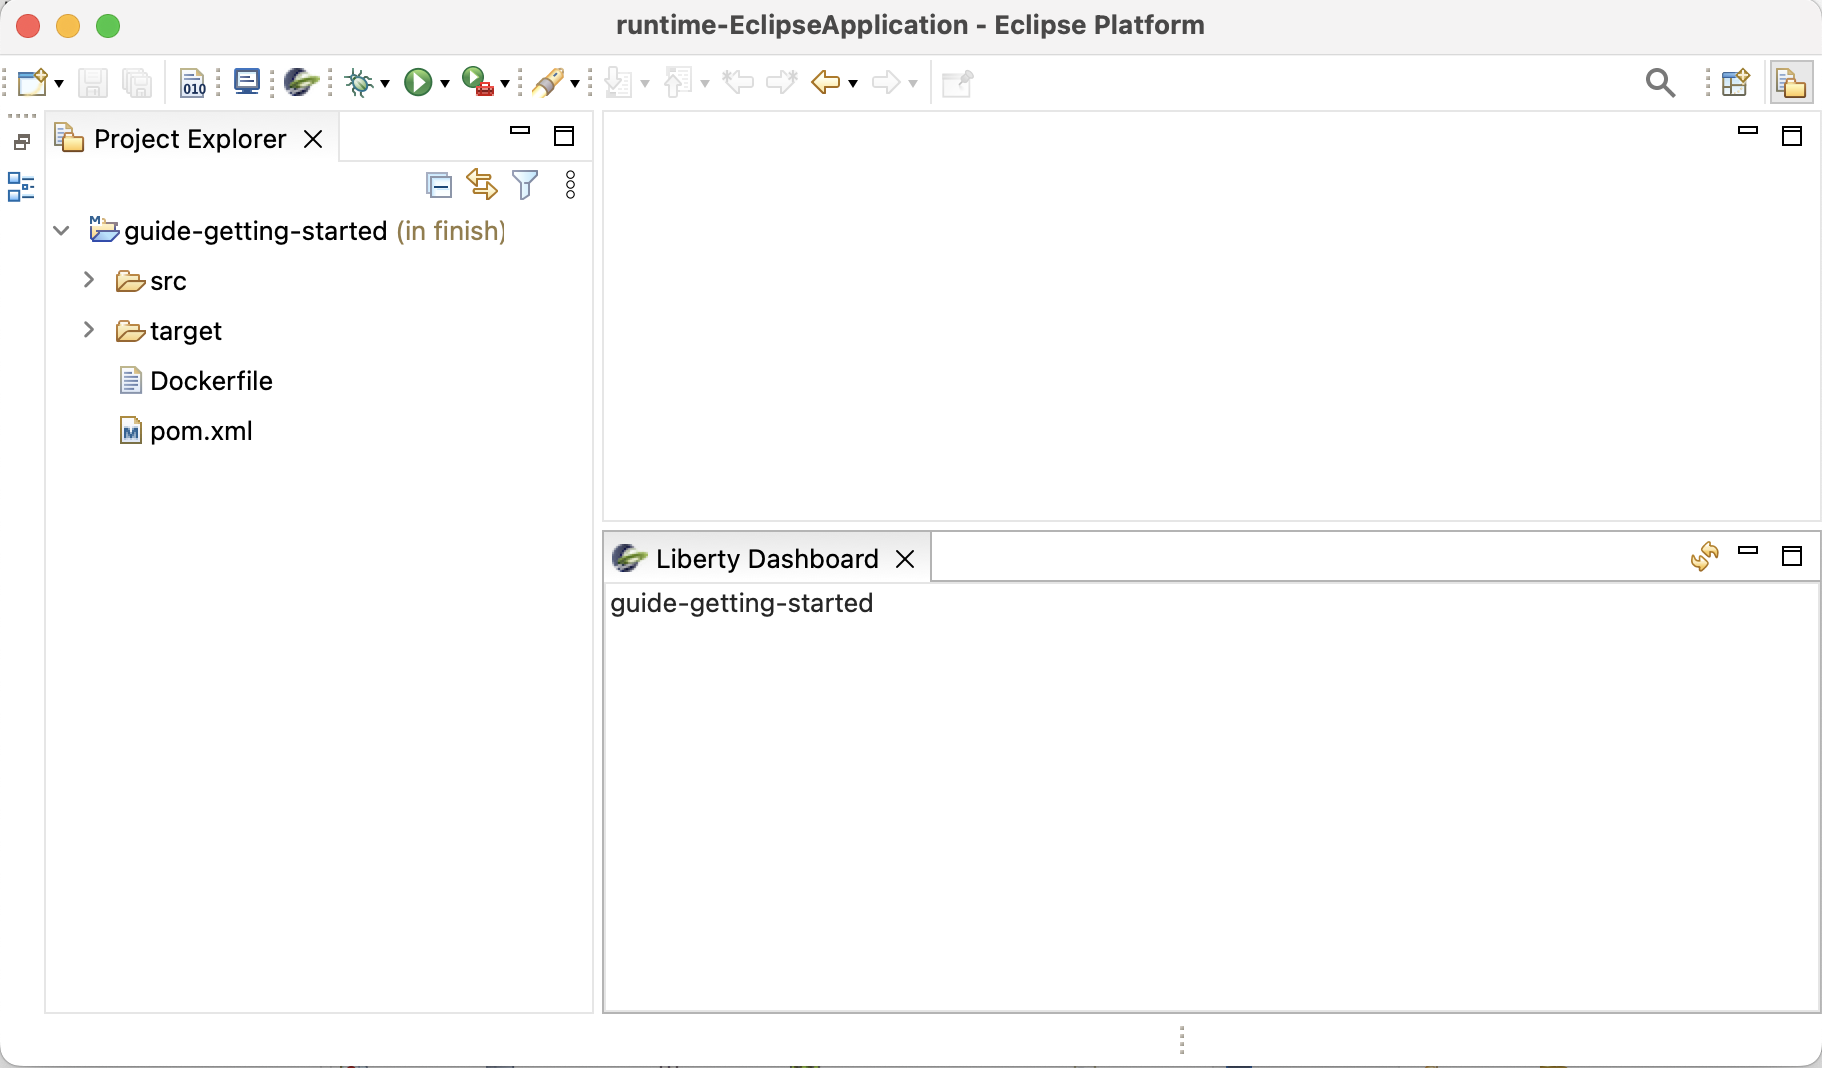 runtime-EclipseApplication - Eclipse Platform
010
Project Explorer
guide-getting-started (in finish)
src
target
Dockerfile
pom.xml
Liberty Dashboard
guide-getting-started